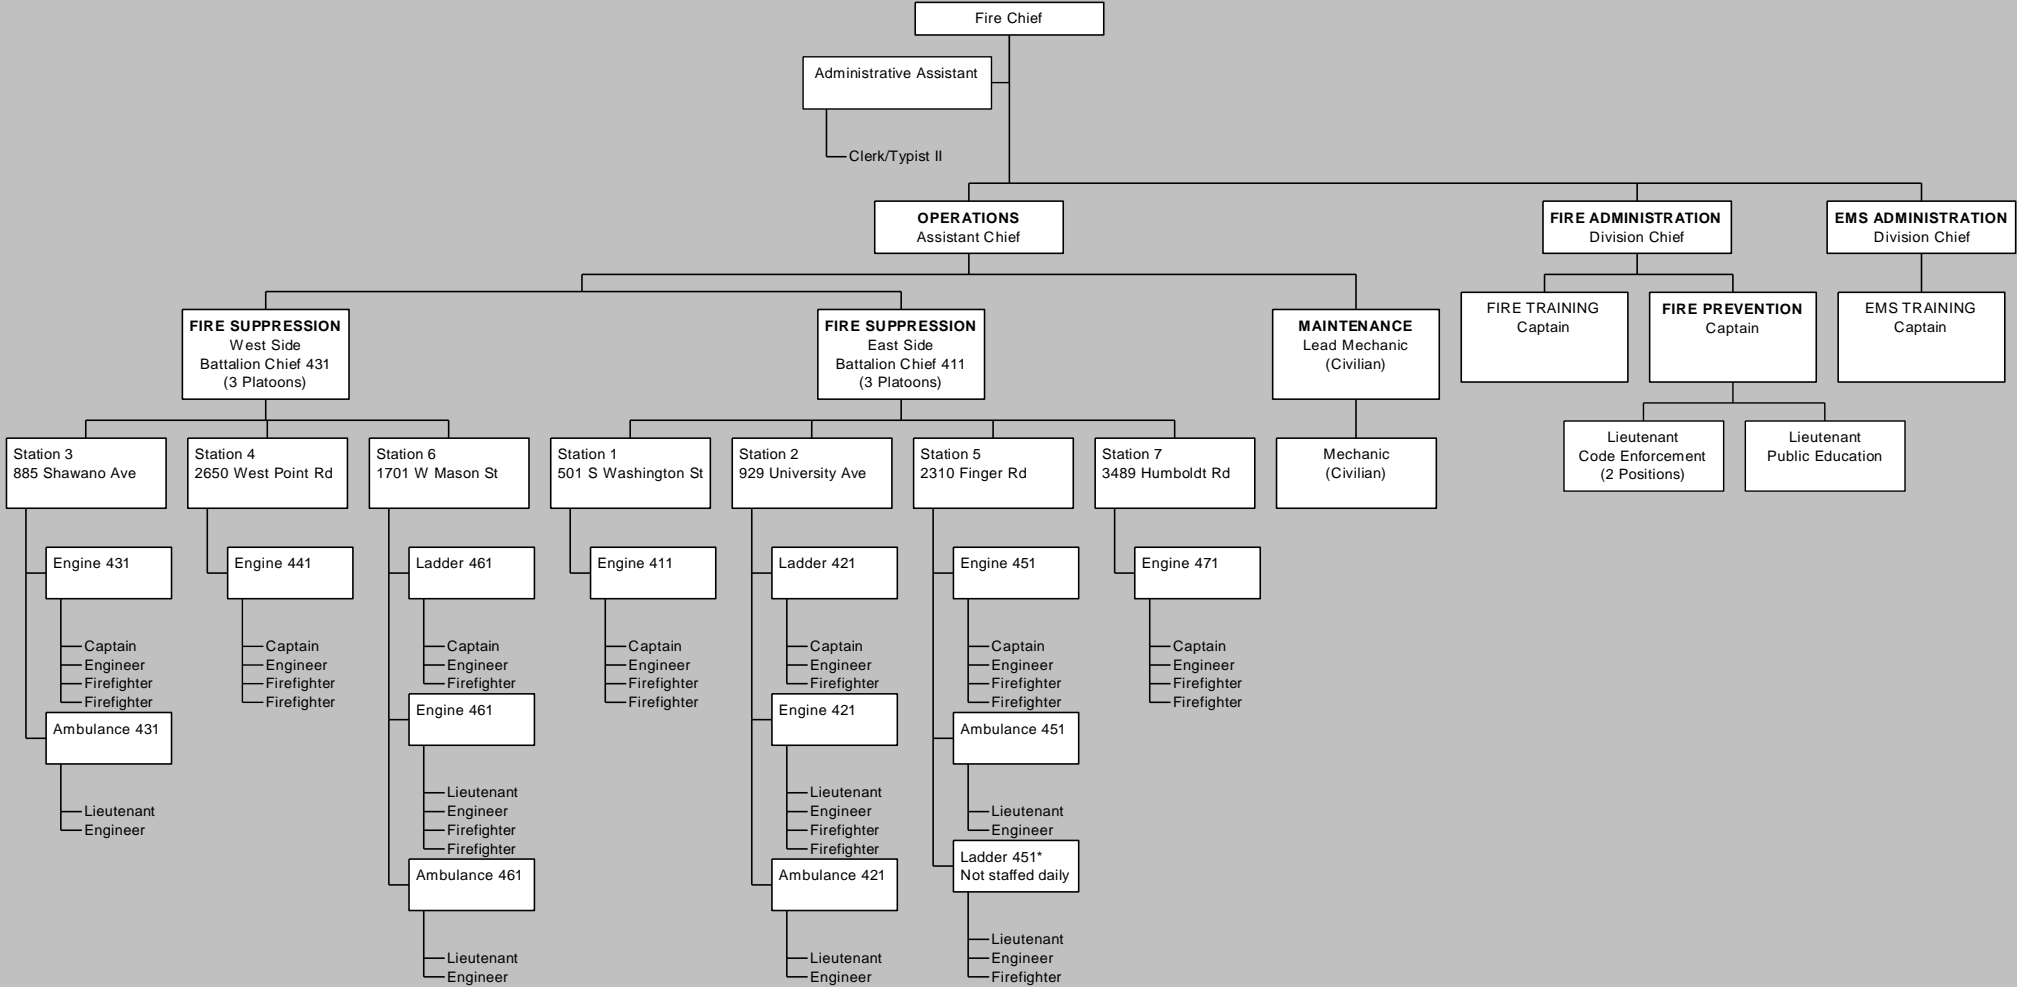 Fire Chief
Administrative Assistant
Clerk/Typist II
OPERATIONS
Assistant Chief
FIRE ADMINISTRATION
Division Chief
EMS ADMINISTRATION
Division Chief
FIRE SUPPRESSION
West Side
Battalion Chief 431
(3 Platoons)
FIRE SUPPRESSION
East Side
Battalion Chief 411
(3 Platoons)
MAINTENANCE
Lead Mechanic
(Civilian)
FIRE TRAINING
Captain
FIRE PREVENTION
Captain
EMS TRAINING
Captain
Station 3
885 Shawano Ave
Station 4
2650 West Point Rd
Station 6
1701 W Mason St
Station 1
501 S Washington St
Station 2
929 University Ave
Station 5
2310 Finger Rd
Station 7
3489 Humboldt Rd
Mechanic
(Civilian)
Lieutenant
Code Enforcement
(2 Positions)
Lieutenant
Public Education
Engine 431
Captain
Engineer
Firefighter
Firefighter
Ambulance 431
Lieutenant
Engineer
Engine 441
Captain
Engineer
Firefighter
Firefighter
Ladder 461
Captain
Engineer
Firefighter
Engine 461
Lieutenant
Engineer
Firefighter
Firefighter
Ambulance 461
Lieutenant
Engineer
Engine 411
Captain
Engineer
Firefighter
Firefighter
Ladder 421
Captain
Engineer
Firefighter
Engine 421
Lieutenant
Engineer
Firefighter
Firefighter
Ambulance 421
Lieutenant
Engineer
Engine 451
Captain
Engineer
Firefighter
Firefighter
Ambulance 451
Lieutenant
Engineer
Ladder 451*
Not staffed daily
Lieutenant
Engineer
Firefighter
Engine 471
Captain
Engineer
Firefighter
Firefighter